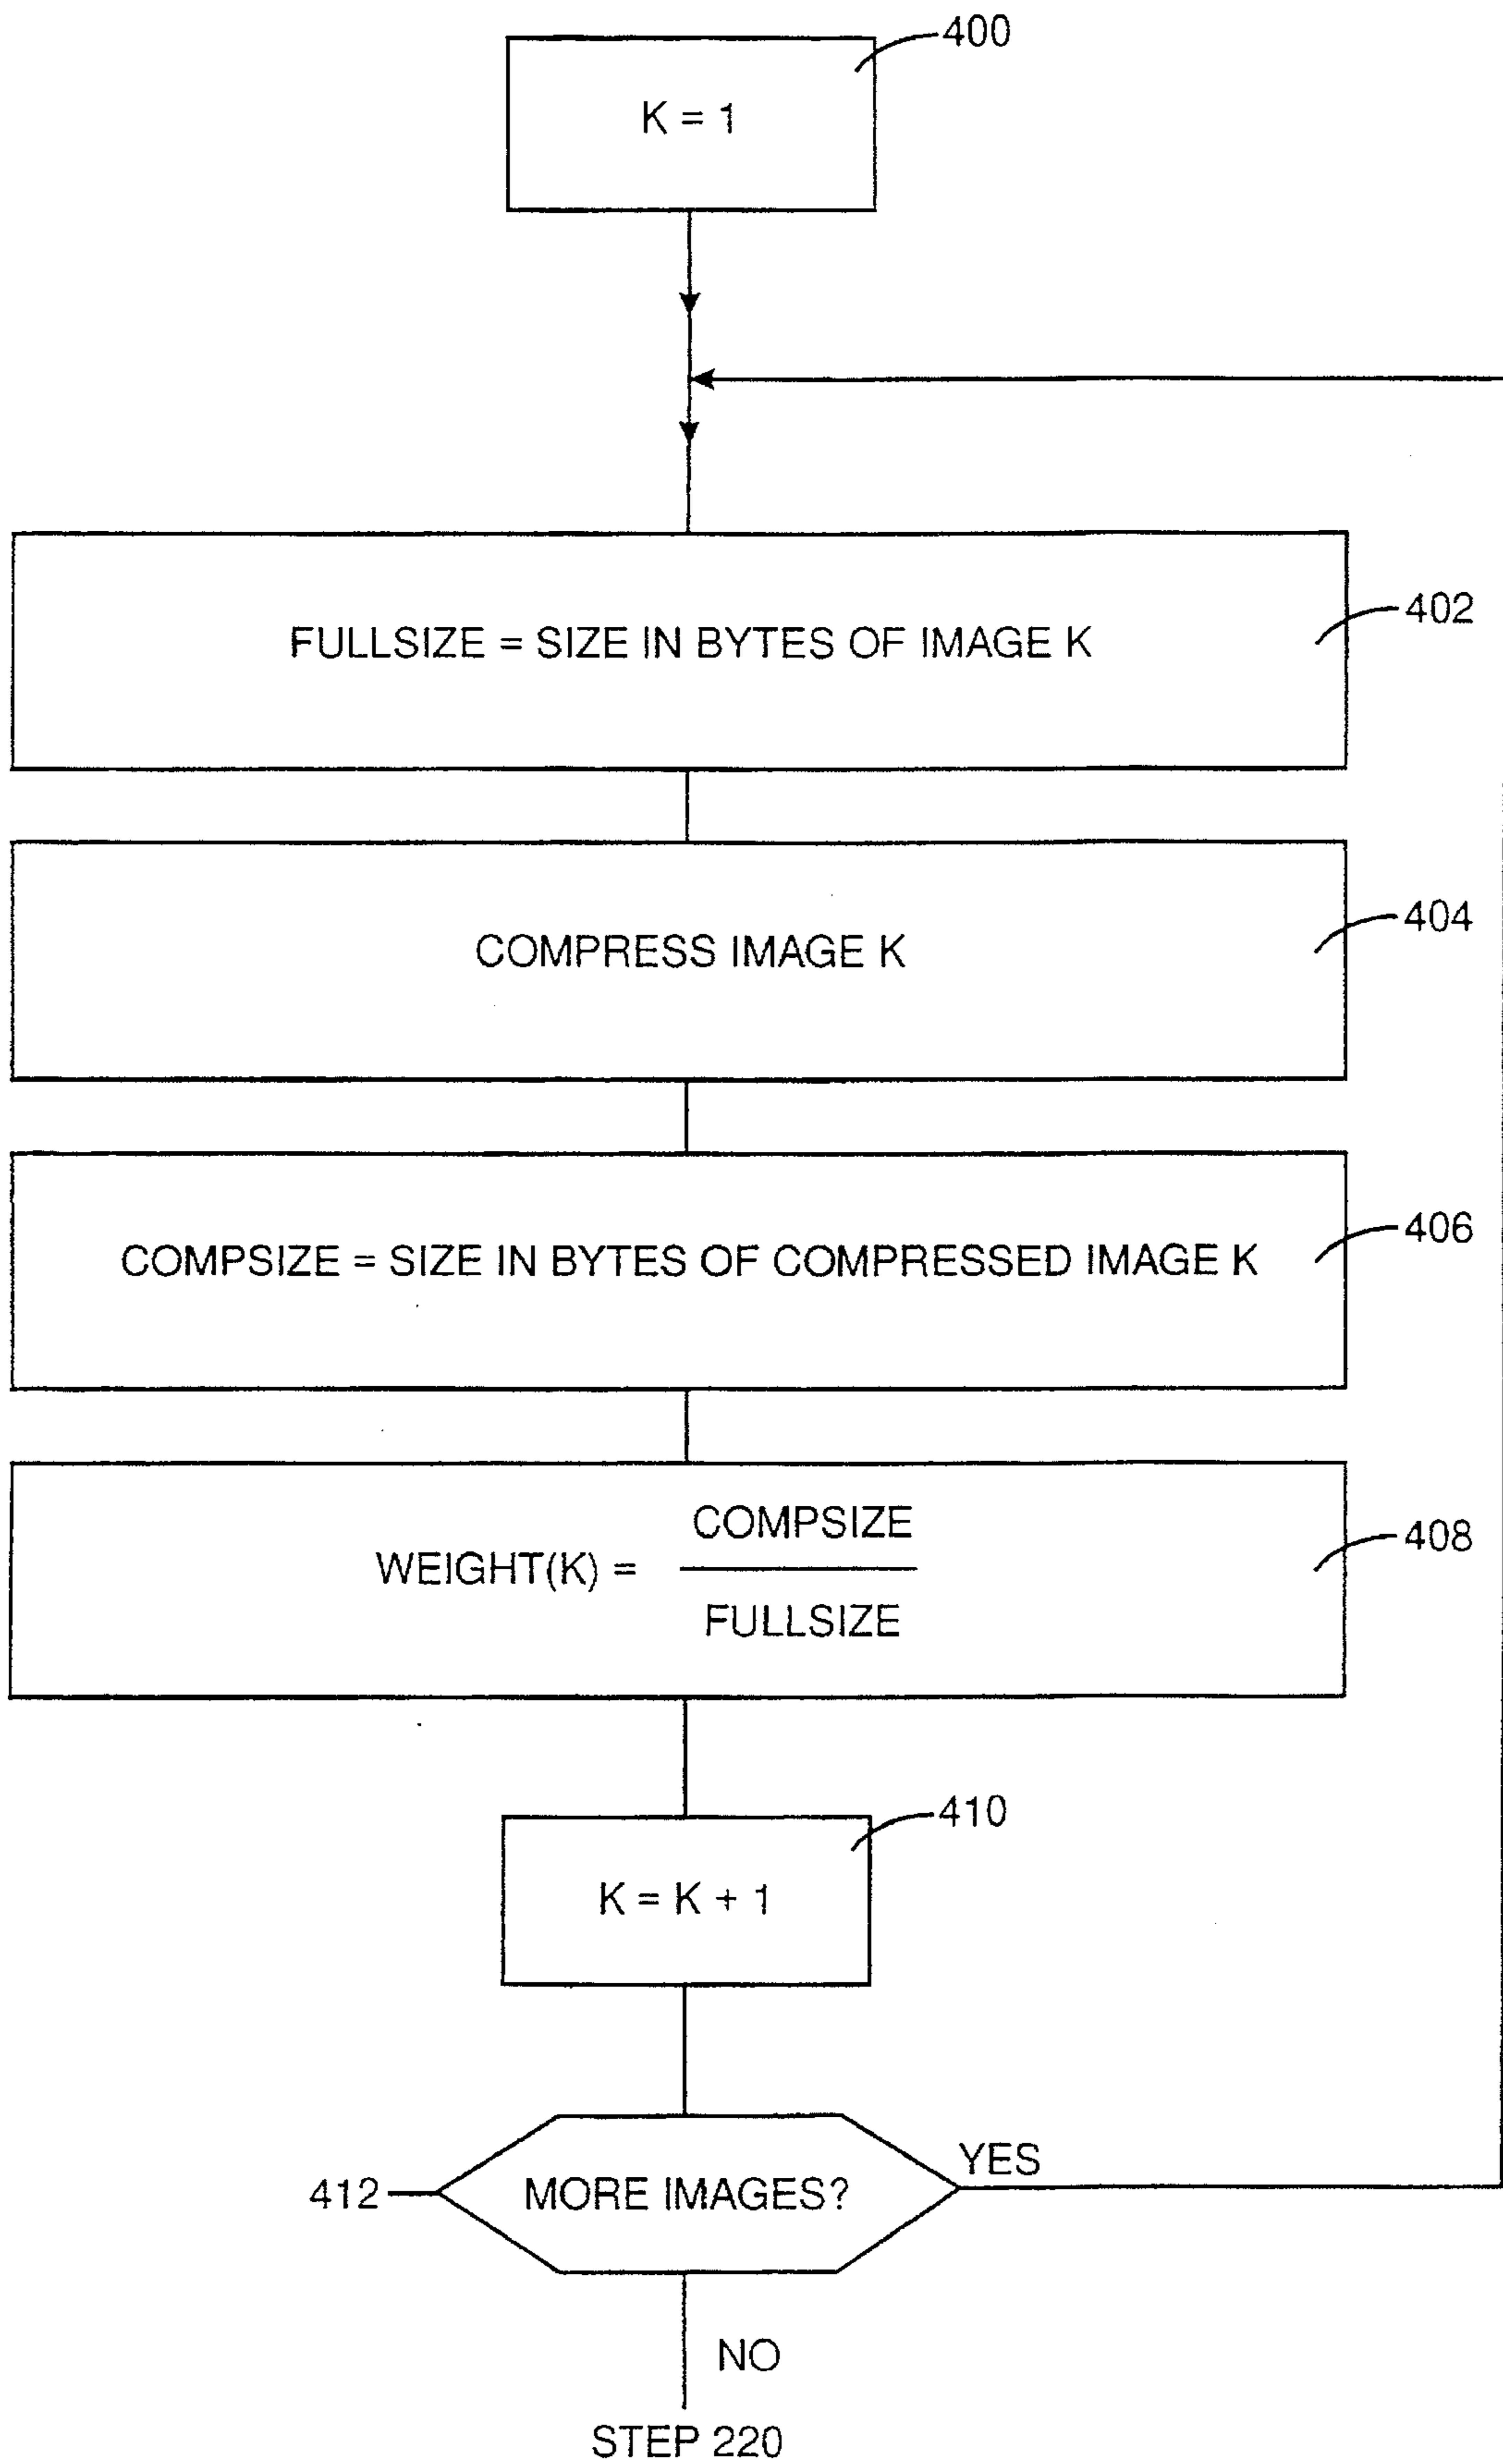 400
K = 1
402
FULLSIZE = SIZE IN BYTES OF IMAGE K
404
COMPRESS IMAGE K
406
COMPSIZE = SIZE IN BYTES OF COMPRESSED IMAGE K
408
COMPSIZE
WEIGHT(K) =
FULLSIZE
410
K = K + 1
YES
412
MORE IMAGES?
NO
STEP 220